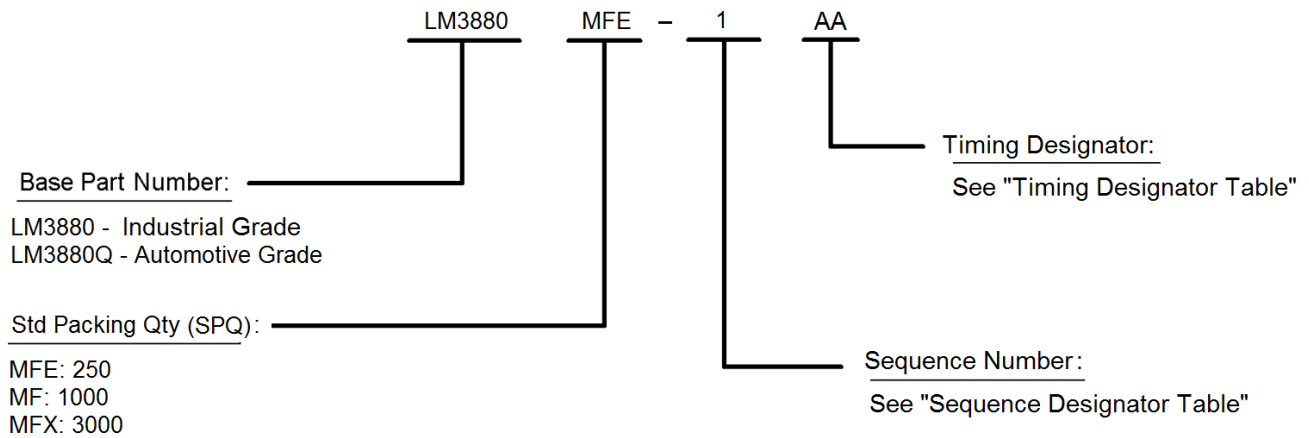 LM3880 MFE – 1 AA
Timing Designator:
See "Timing Designator Table"
Base Part Number:
LM3880 - Industrial Grade
LM3880Q - Automotive Grade
Std Packing Qty (SPQ):
MFE: 250
MF: 1000
MFX: 3000
Sequence Number:
See "Sequence Designator Table"